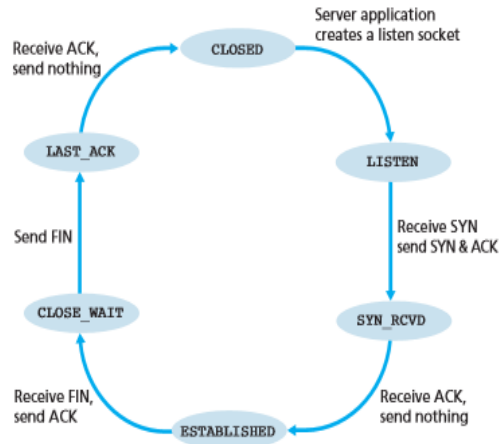 Server application
creates a listen socket
Receive ACK,
send nothing
CLOSED
LAST_ACK
LISTEN
Send FIN
Receive SYN
send SYN & ACK
CLOSE_WAIT
SYN_RCVD
Receive FIN,
send ACK
Receive ACK,
send nothing
ESTABLISHED